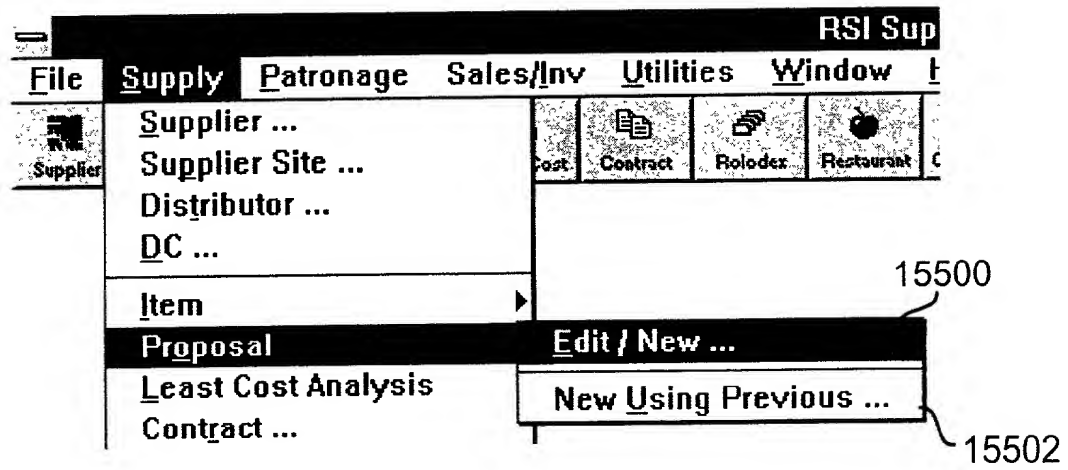 RSI Sup
File Supply Patronage Sales/Inv Utilities Window
Supplier Cost Contract Rolodex Restaurant
Supplier ...
Supplier Site ...
Distributor ...
DC ...
Item
Proposal
Least Cost Analysis
Contract ...
Edit / New ...
New Using Previous ...
15500
15502